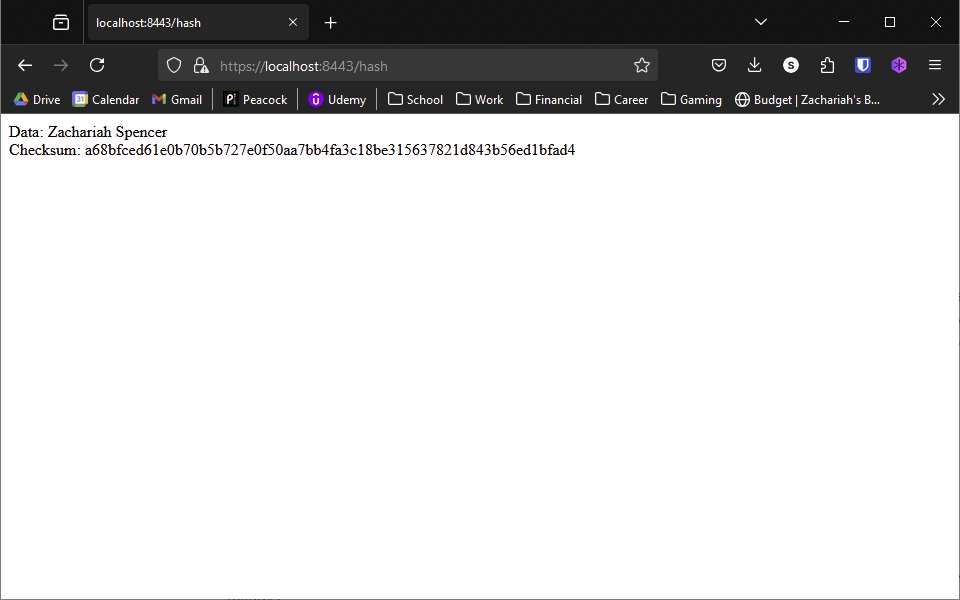 localhost:8443/hash
https://localhost:8443/hash
Drive 31 Calendar Gmail P Peacock Udemy School Work Financial Career Gaming Budget | Zachariah's B...
Data: Zachariah Spencer
Checksum: a68bfced61e0b70b5b727e0f50aa7bb4fa3c18be315637821d843b56ed1bfad4